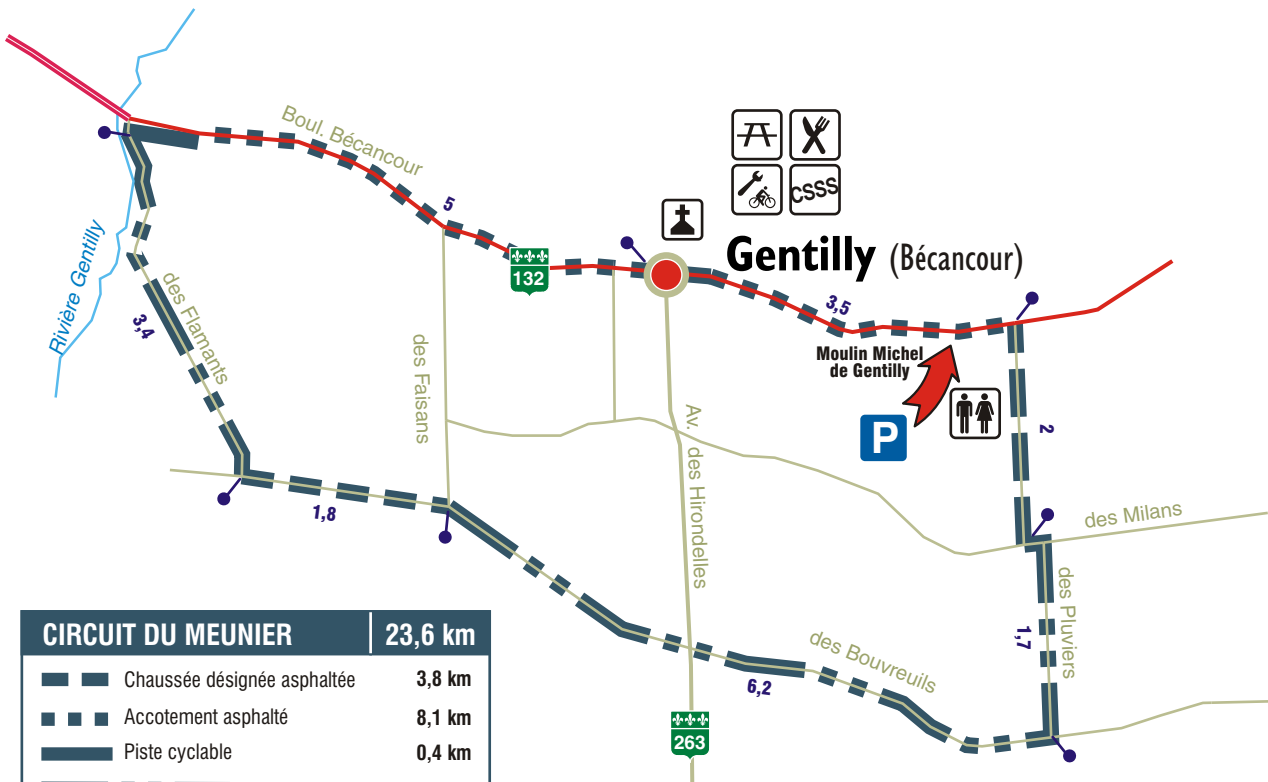 Boul. Bécancour
5
132
CSSS
Gentilly (Bécancour)
3,5
Rivière Gentilly
3,4
des Flamants
des Faisans
Moulin Michel
de Gentilly
P
2
Av. des Hirondelles
1,8
des Milans
des Pluviers
1,7
des Bouvreuils
6,2
263
CIRCUIT DU MEUNIER 23,6 km
Chaussée désignée asphaltée 3,8 km
Accotement asphalté 8,1 km
Piste cyclable 0,4 km